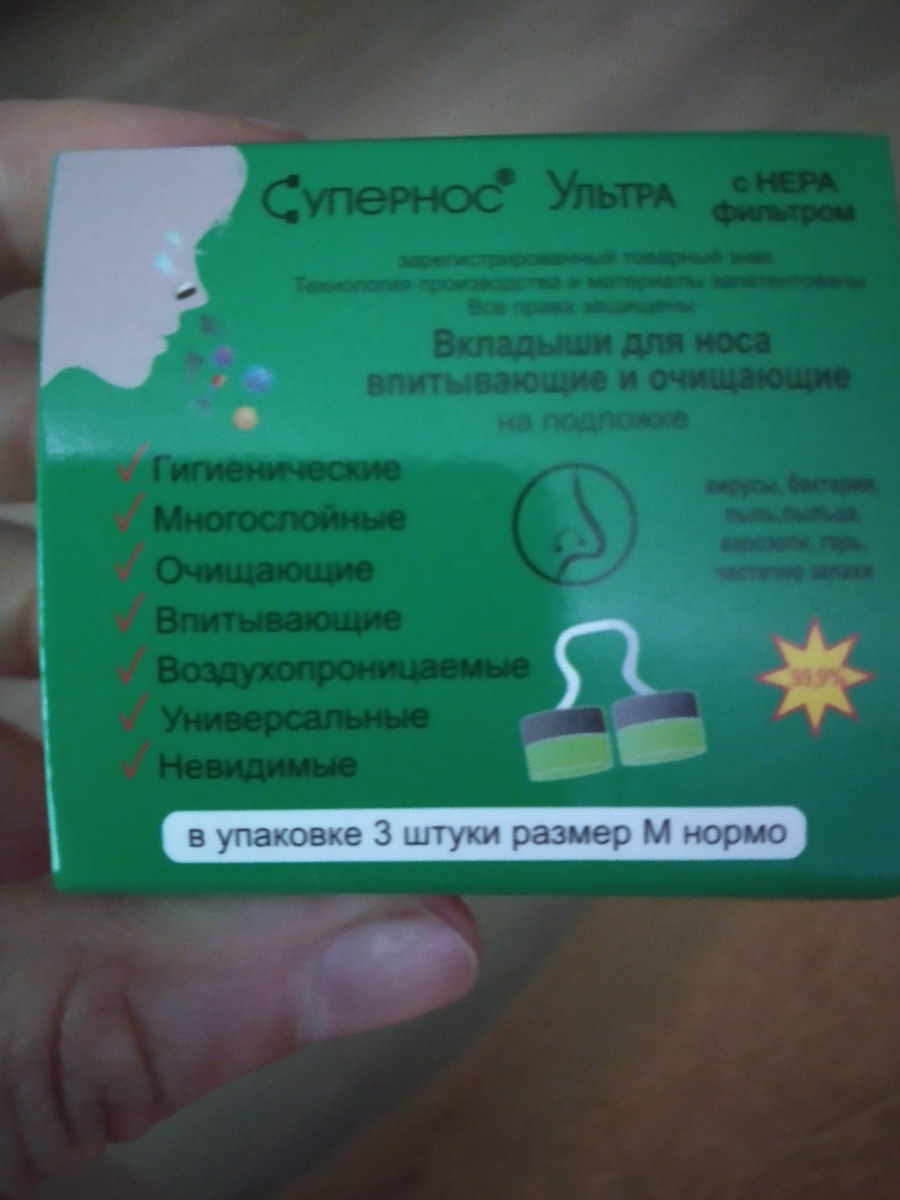 Супернос® Ультра с HEPA фильтром
зарегистрированный товарный знак
Технология производства и материалы запатентованы
Все права защищены
Вкладыши для носа
впитывающие и очищающие
на подложке
✓ Гигиенические
✓ Многослойные
✓ Очищающие
✓ Впитывающие
✓ Воздухопроницаемые
✓ Универсальные
✓ Невидимые
вирусы, бактерии,
пыль,пыльца,
аэрозоли, гарь,
частично запахи
99,9%
в упаковке 3 штуки размер М нормо